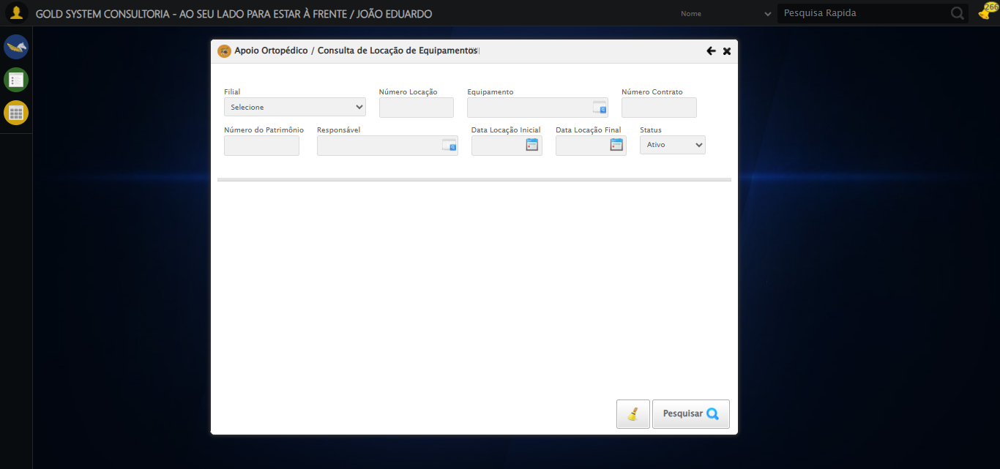 GOLD SYSTEM CONSULTORIA - AO SEU LADO PARA ESTAR À FRENTE / JOÃO EDUARDO
Nome
Pesquisa Rapida
266
Apoio Ortopédico / Consulta de Locação de Equipamentos
Filial
Número Locação
Equipamento
Número Contrato
Selecione
Número do Patrimônio
Responsável
Data Locação Inicial
Data Locação Final
Status
Ativo
Pesquisar